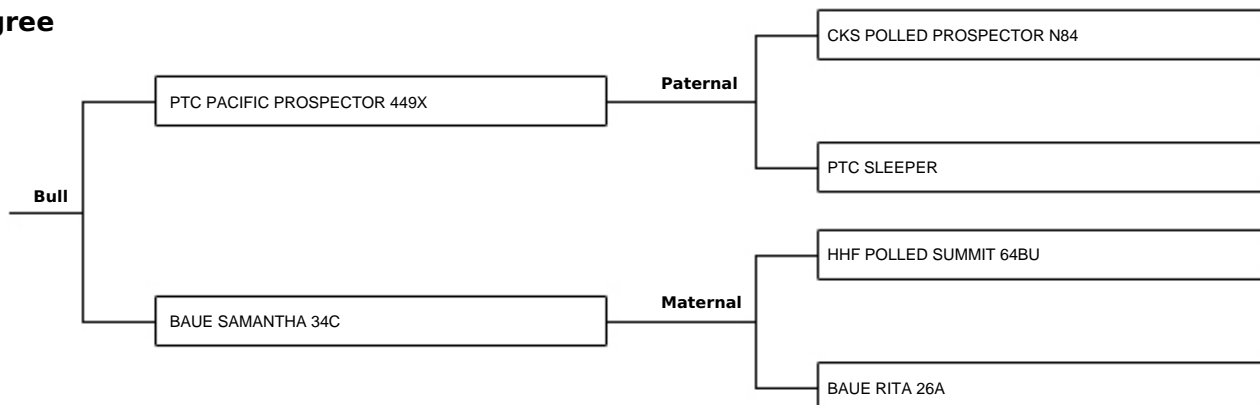 gree
CKS POLLED PROSPECTOR N84
Paternal
PTC PACIFIC PROSPECTOR 449X
PTC SLEEPER
Bull
HHF POLLED SUMMIT 64BU
Maternal
BAUE SAMANTHA 34C
BAUE RITA 26A